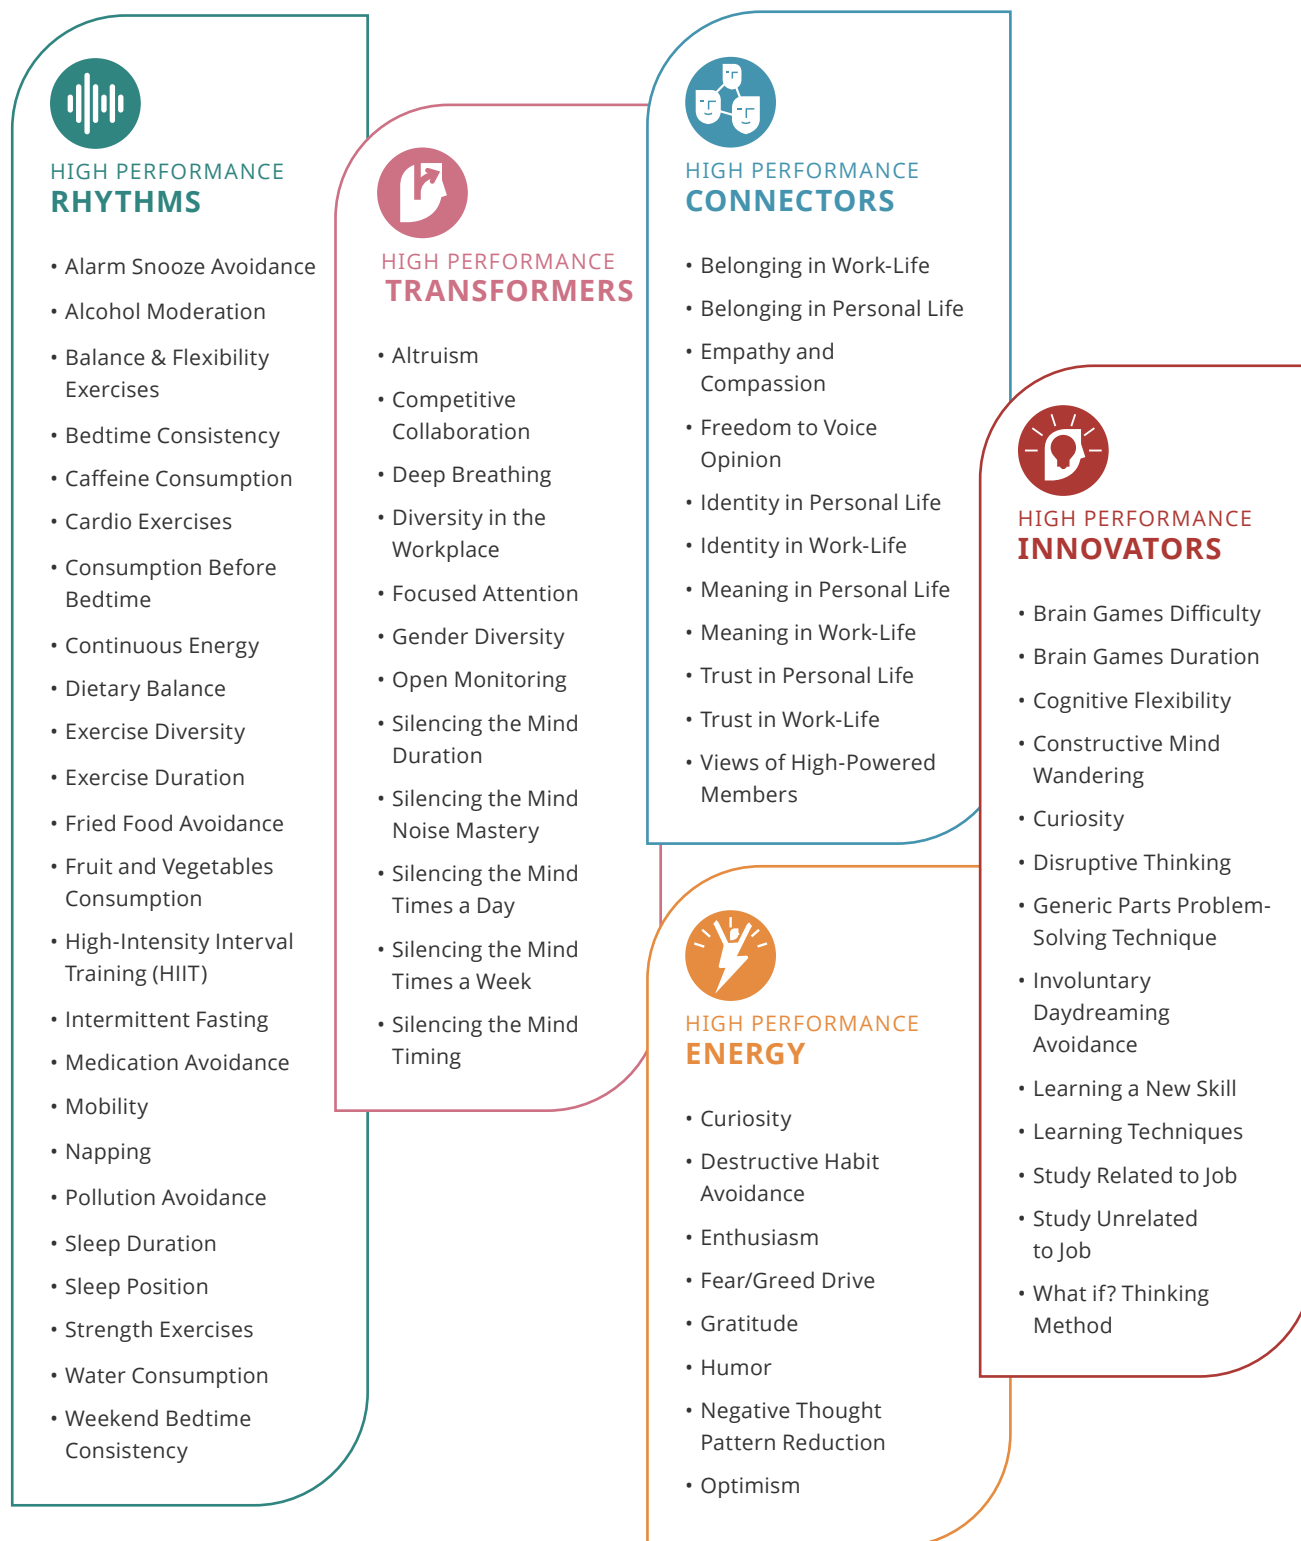 HIGH PERFORMANCE
RHYTHMS
• Alarm Snooze Avoidance
• Alcohol Moderation
• Balance & Flexibility
Exercises
• Bedtime Consistency
• Caffeine Consumption
• Cardio Exercises
• Consumption Before
Bedtime
• Continuous Energy
• Dietary Balance
• Exercise Diversity
• Exercise Duration
• Fried Food Avoidance
• Fruit and Vegetables
Consumption
• High-Intensity Interval
Training (HIIT)
• Intermittent Fasting
• Medication Avoidance
• Mobility
• Napping
• Pollution Avoidance
• Sleep Duration
• Sleep Position
• Strength Exercises
• Water Consumption
• Weekend Bedtime
Consistency
HIGH PERFORMANCE
TRANSFORMERS
• Altruism
• Competitive
Collaboration
• Deep Breathing
• Diversity in the
Workplace
• Focused Attention
• Gender Diversity
• Open Monitoring
• Silencing the Mind
Duration
• Silencing the Mind
Noise Mastery
• Silencing the Mind
Times a Day
• Silencing the Mind
Times a Week
• Silencing the Mind
Timing
HIGH PERFORMANCE
CONNECTORS
• Belonging in Work-Life
• Belonging in Personal Life
• Empathy and
Compassion
• Freedom to Voice
Opinion
• Identity in Personal Life
• Identity in Work-Life
• Meaning in Personal Life
• Meaning in Work-Life
• Trust in Personal Life
• Trust in Work-Life
• Views of High-Powered
Members
HIGH PERFORMANCE
ENERGY
• Curiosity
• Destructive Habit
Avoidance
• Enthusiasm
• Fear/Greed Drive
• Gratitude
• Humor
• Negative Thought
Pattern Reduction
• Optimism
HIGH PERFORMANCE
INNOVATORS
• Brain Games Difficulty
• Brain Games Duration
• Cognitive Flexibility
• Constructive Mind
Wandering
• Curiosity
• Disruptive Thinking
• Generic Parts Problem-
Solving Technique
• Involuntary
Daydreaming
Avoidance
• Learning a New Skill
• Learning Techniques
• Study Related to Job
• Study Unrelated
to Job
• What if? Thinking
Method